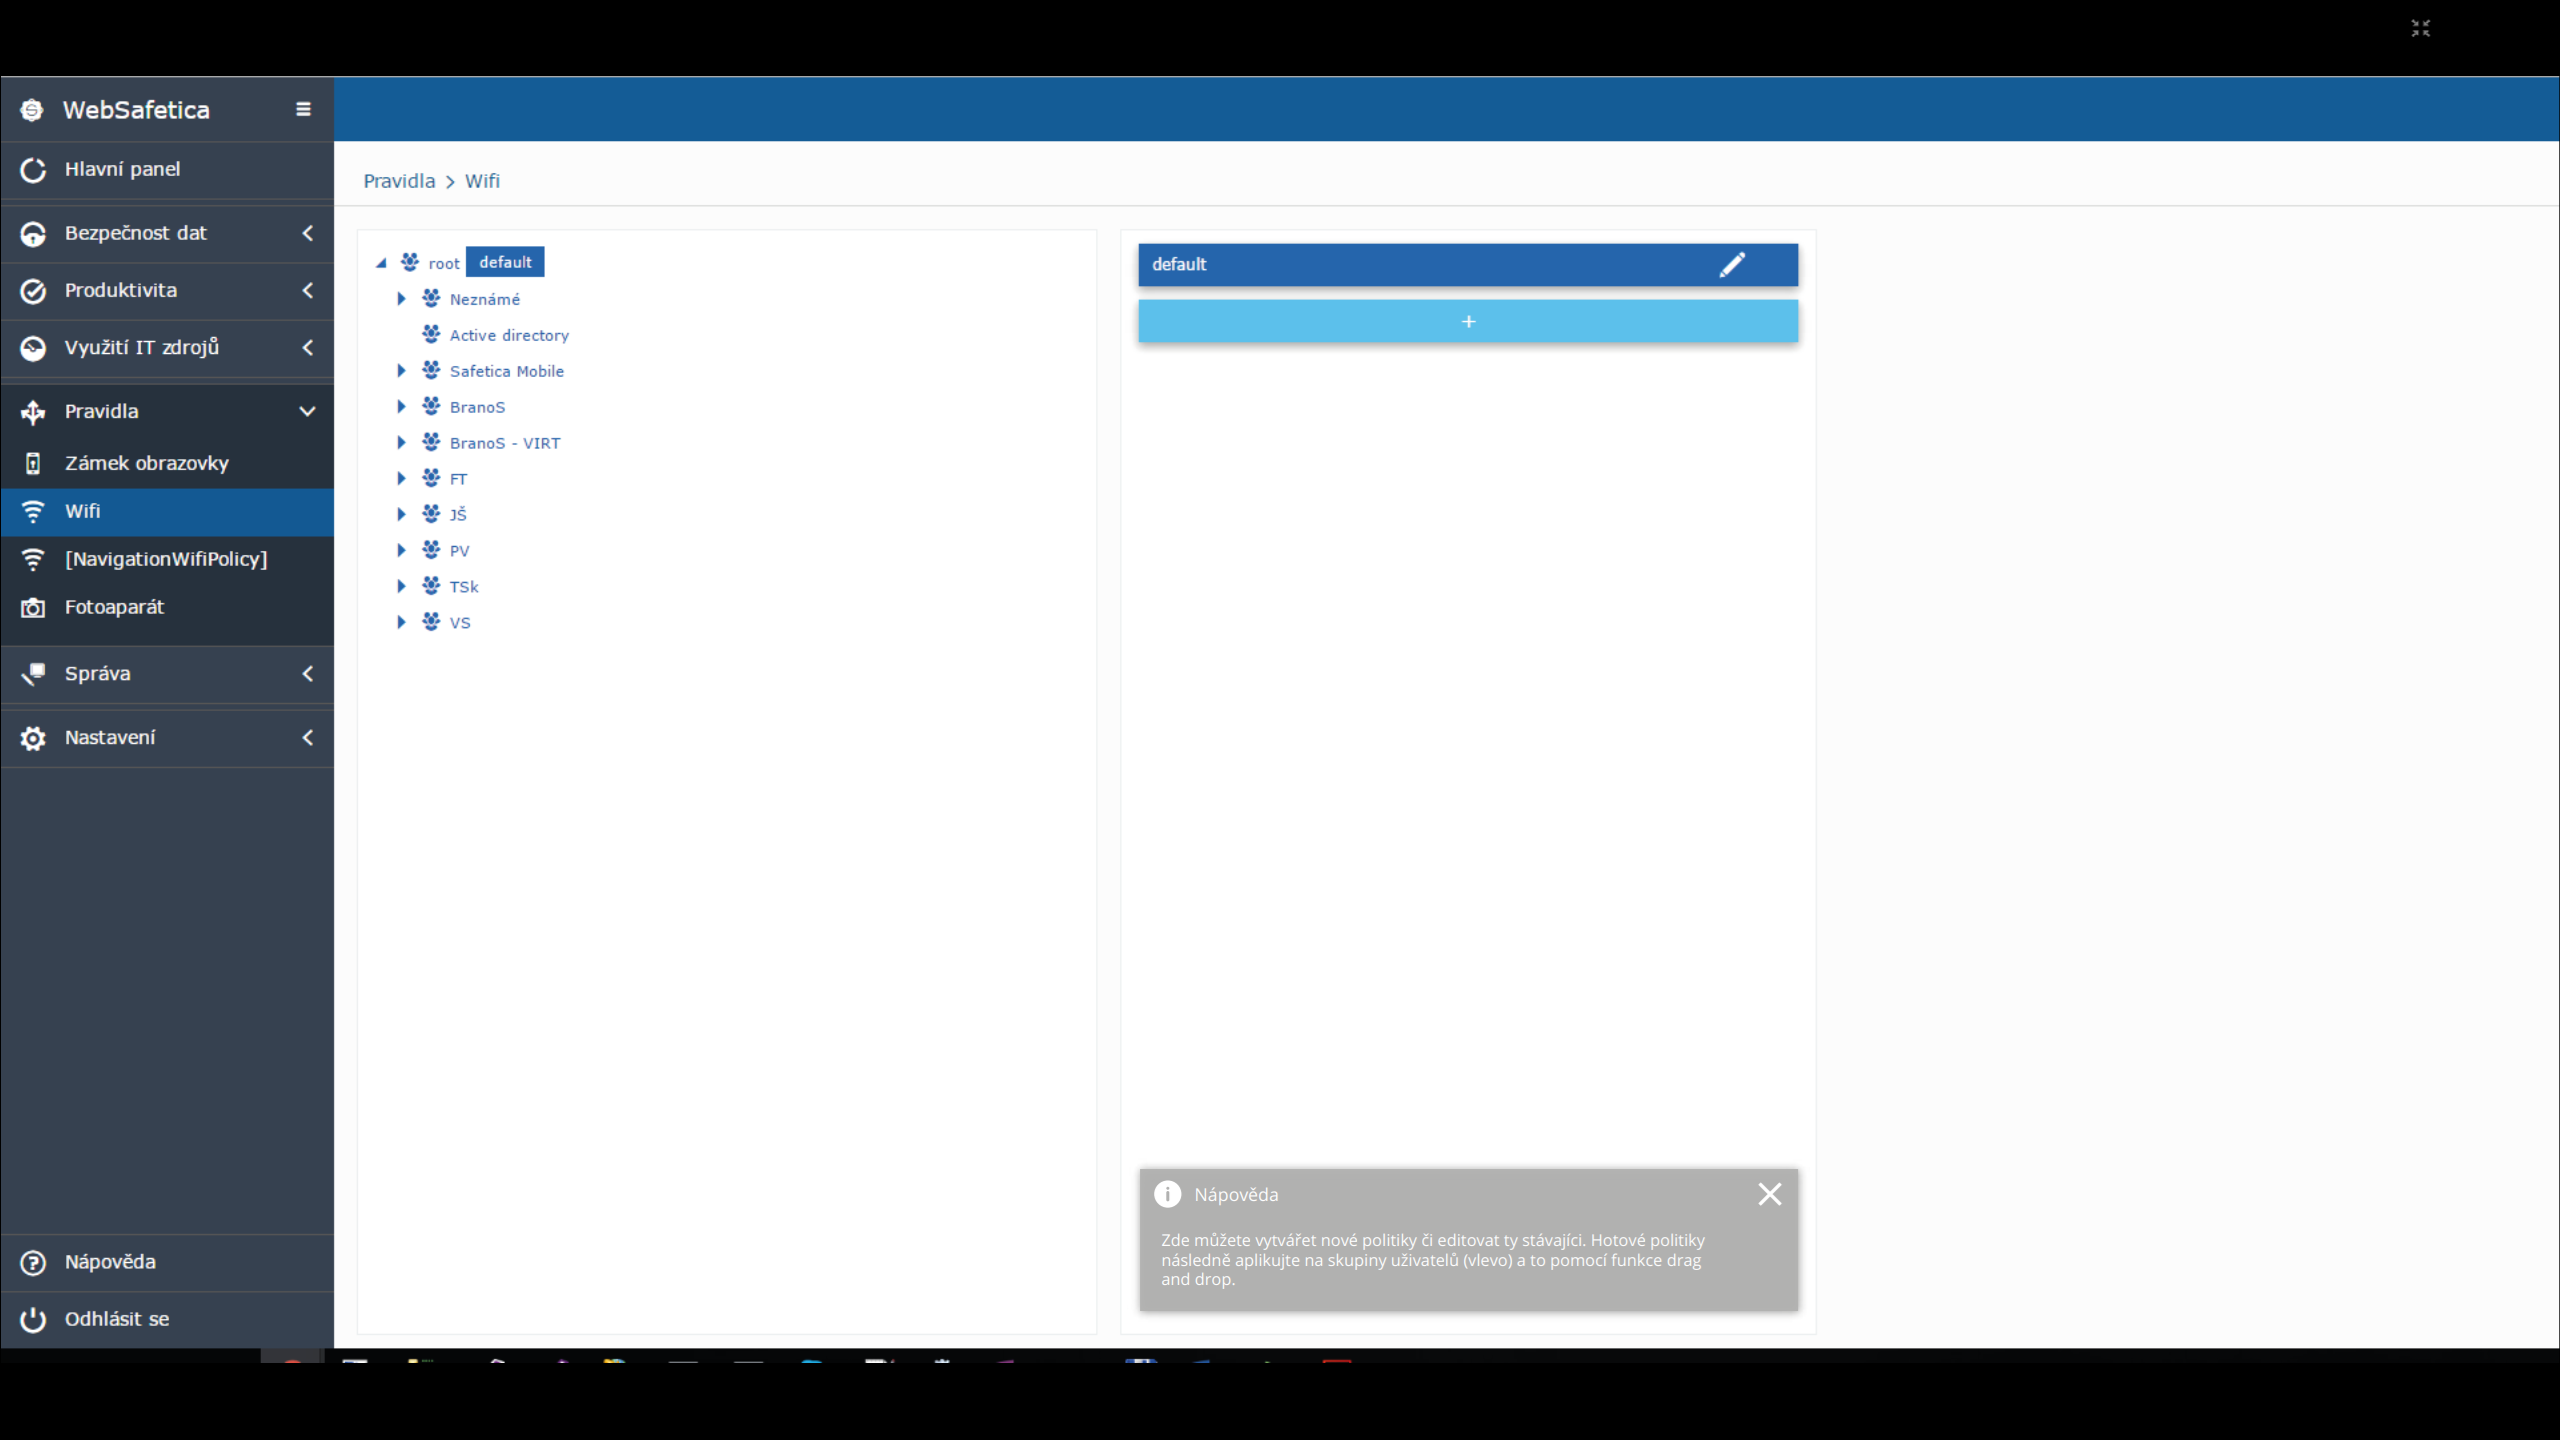 WebSafetica
Hlavní panel
Bezpečnost dat
Produktivita
Využití IT zdrojů
Pravidla
Zámek obrazovky
Wifi
[NavigationWifiPolicy]
Fotoaparát
Správa
Nastavení
Nápověda
Odhlásit se
Pravidla > Wifi
root default
Neznámé
Active directory
Safetica Mobile
BranoS
BranoS - VIRT
FT
JŠ
PV
TSk
VS
default
+
Nápověda
Zde můžete vytvářet nové politiky či editovat ty stávajíci. Hotové politiky
následně aplikujte na skupiny uživatelů (vlevo) a to pomocí funkce drag
and drop.